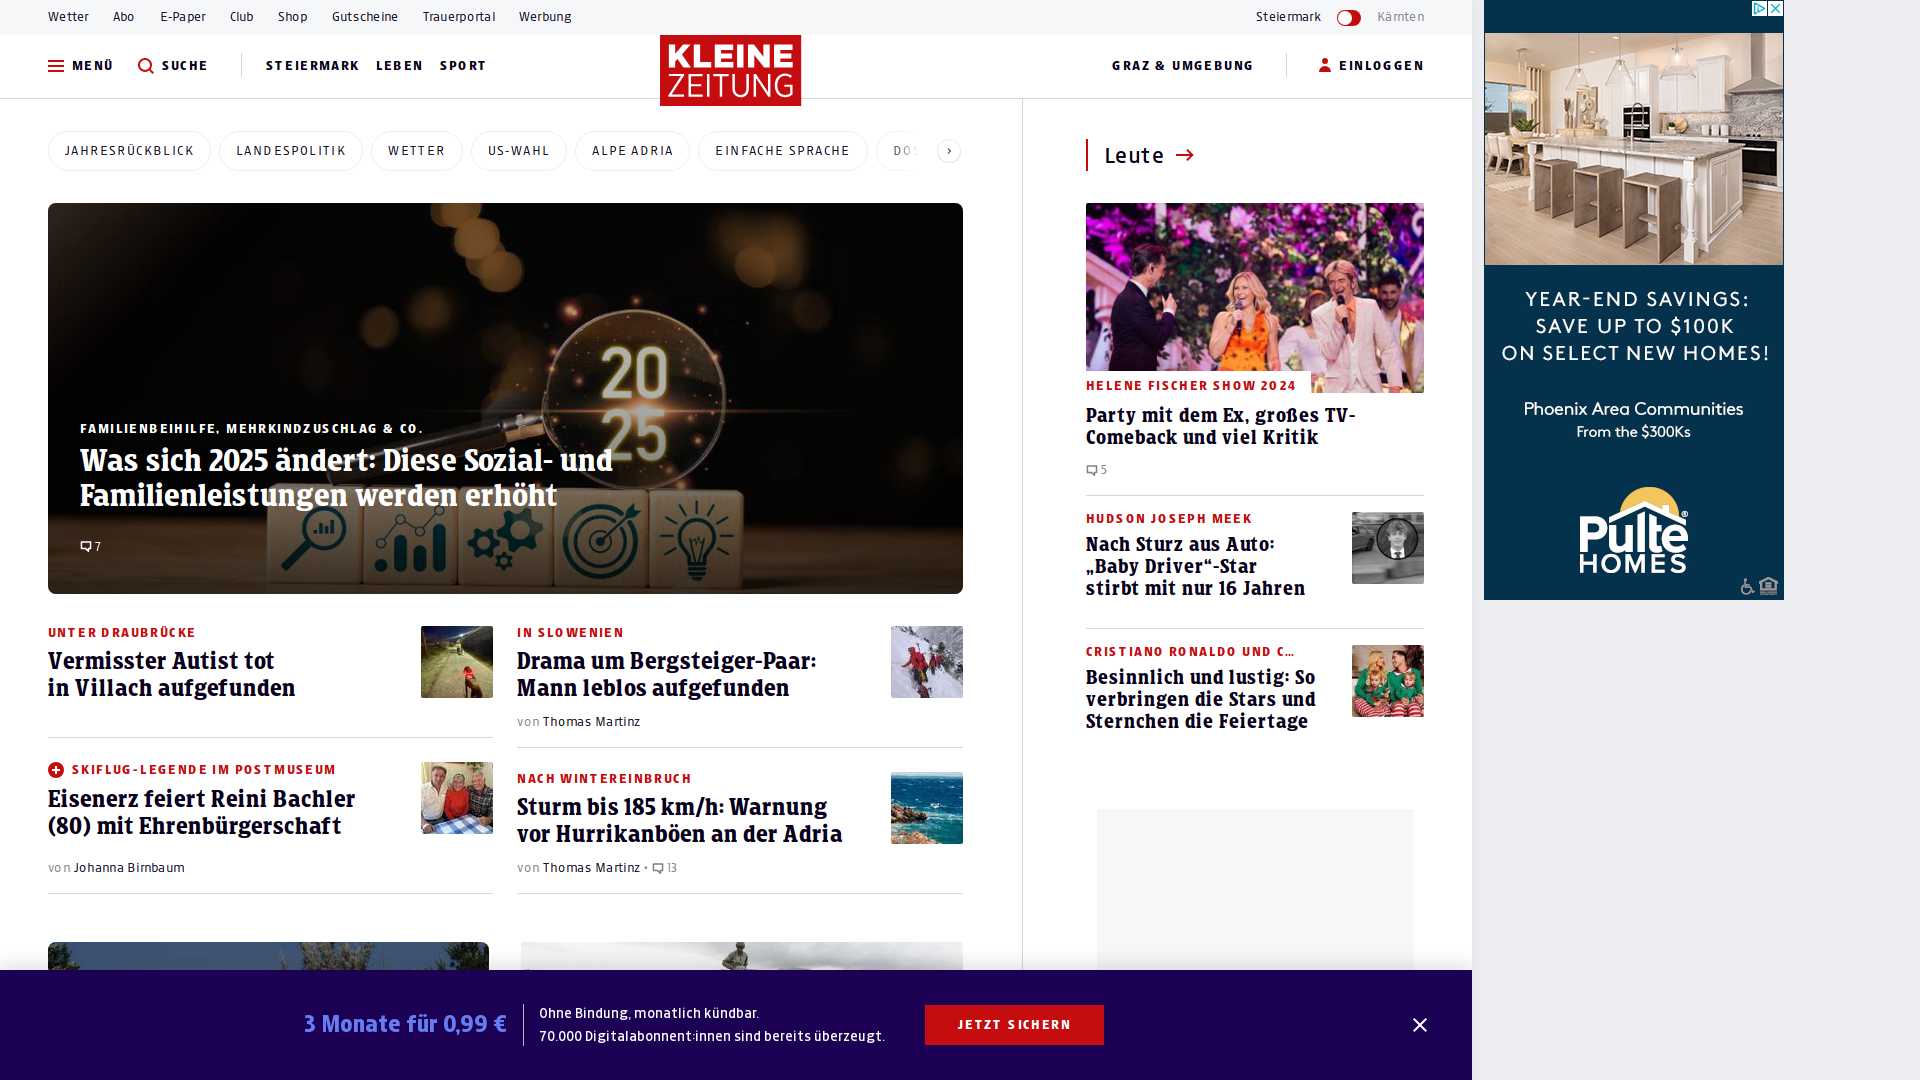 Wetter Abo E-Paper Club Shop Gutscheine Trauerportal Werbung
Steiermark Kärnten
MENÜ SUCHE STEIERMARK LEBEN SPORT
KLEINE
ZEITUNG
GRAZ & UMGEBUNG EINLOGGEN
JAHRESRÜCKBLICK LANDESPOLITIK WETTER US-WAHL ALPE ADRIA EINFACHE SPRACHE
20
25
FAMILIENBEIHILFE, MEHRKINDZUSCHLAG & CO.
Was sich 2025 ändert: Diese Sozial- und
Familienleistungen werden erhöht
7
UNTER DRAUBRÜCKE
Vermisster Autist tot
in Villach aufgefunden
IN SLOWENIEN
Drama um Bergsteiger-Paar:
Mann leblos aufgefunden
von Thomas Martinz
SKIFLUG-LEGENDE IM POSTMUSEUM
Eisenerz feiert Reini Bachler
(80) mit Ehrenbürgerschaft
von Johanna Birnbaum
NACH WINTEREINBRUCH
Sturm bis 185 km/h: Warnung
vor Hurrikanböen an der Adria
von Thomas Martinz • 13
Leute
HELENE FISCHER SHOW 2024
Party mit dem Ex, großes TV-
Comeback und viel Kritik
5
HUDSON JOSEPH MEEK
Nach Sturz aus Auto:
„Baby Driver“-Star
stirbt mit nur 16 Jahren
CRISTIANO RONALDO UND C…
Besinnlich und lustig: So
verbringen die Stars und
Sternchen die Feiertage
YEAR-END SAVINGS:
SAVE UP TO $100K
ON SELECT NEW HOMES!
Phoenix Area Communities
From the $300Ks
Pulte®
HOMES
3 Monate für 0,99 €
Ohne Bindung, monatlich kündbar.
70.000 Digitalabonnent:innen sind bereits überzeugt.
JETZT SICHERN